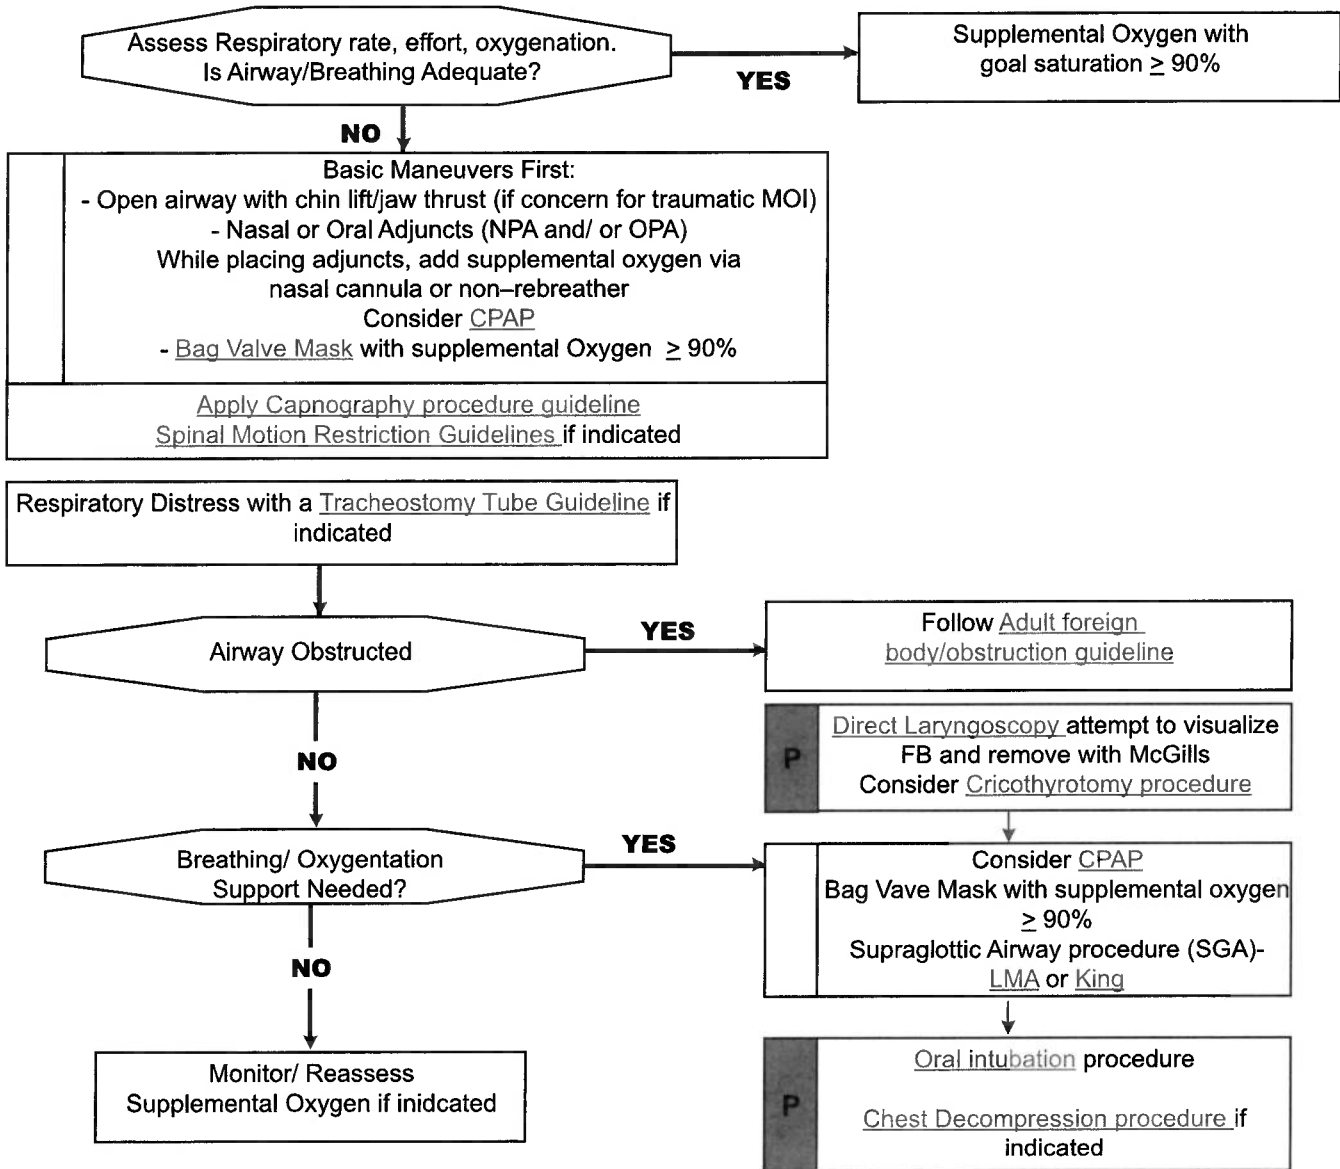 Assess Respiratory rate, effort, oxygenation.
Is Airway/Breathing Adequate?
YES
Supplemental Oxygen with
goal saturation ≥ 90%
NO
Basic Maneuvers First:
- Open airway with chin lift/jaw thrust (if concern for traumatic MOI)
- Nasal or Oral Adjuncts (NPA and/ or OPA)
While placing adjuncts, add supplemental oxygen via
nasal cannula or non–rebreather
Consider CPAP
- Bag Valve Mask with supplemental Oxygen ≥ 90%
Apply Capnography procedure guideline
Spinal Motion Restriction Guidelines if indicated
Respiratory Distress with a Tracheostomy Tube Guideline if
indicated
Airway Obstructed
YES
Follow Adult foreign
body/obstruction guideline
P
Direct Laryngoscopy attempt to visualize
FB and remove with McGills
Consider Cricothyrotomy procedure
NO
Breathing/ Oxygentation
Support Needed?
YES
Consider CPAP
Bag Vave Mask with supplemental oxygen
≥ 90%
Supraglottic Airway procedure (SGA)-
LMA or King
NO
Monitor/ Reassess
Supplemental Oxygen if inidcated
P
Oral intubation procedure
Chest Decompression procedure if
indicated